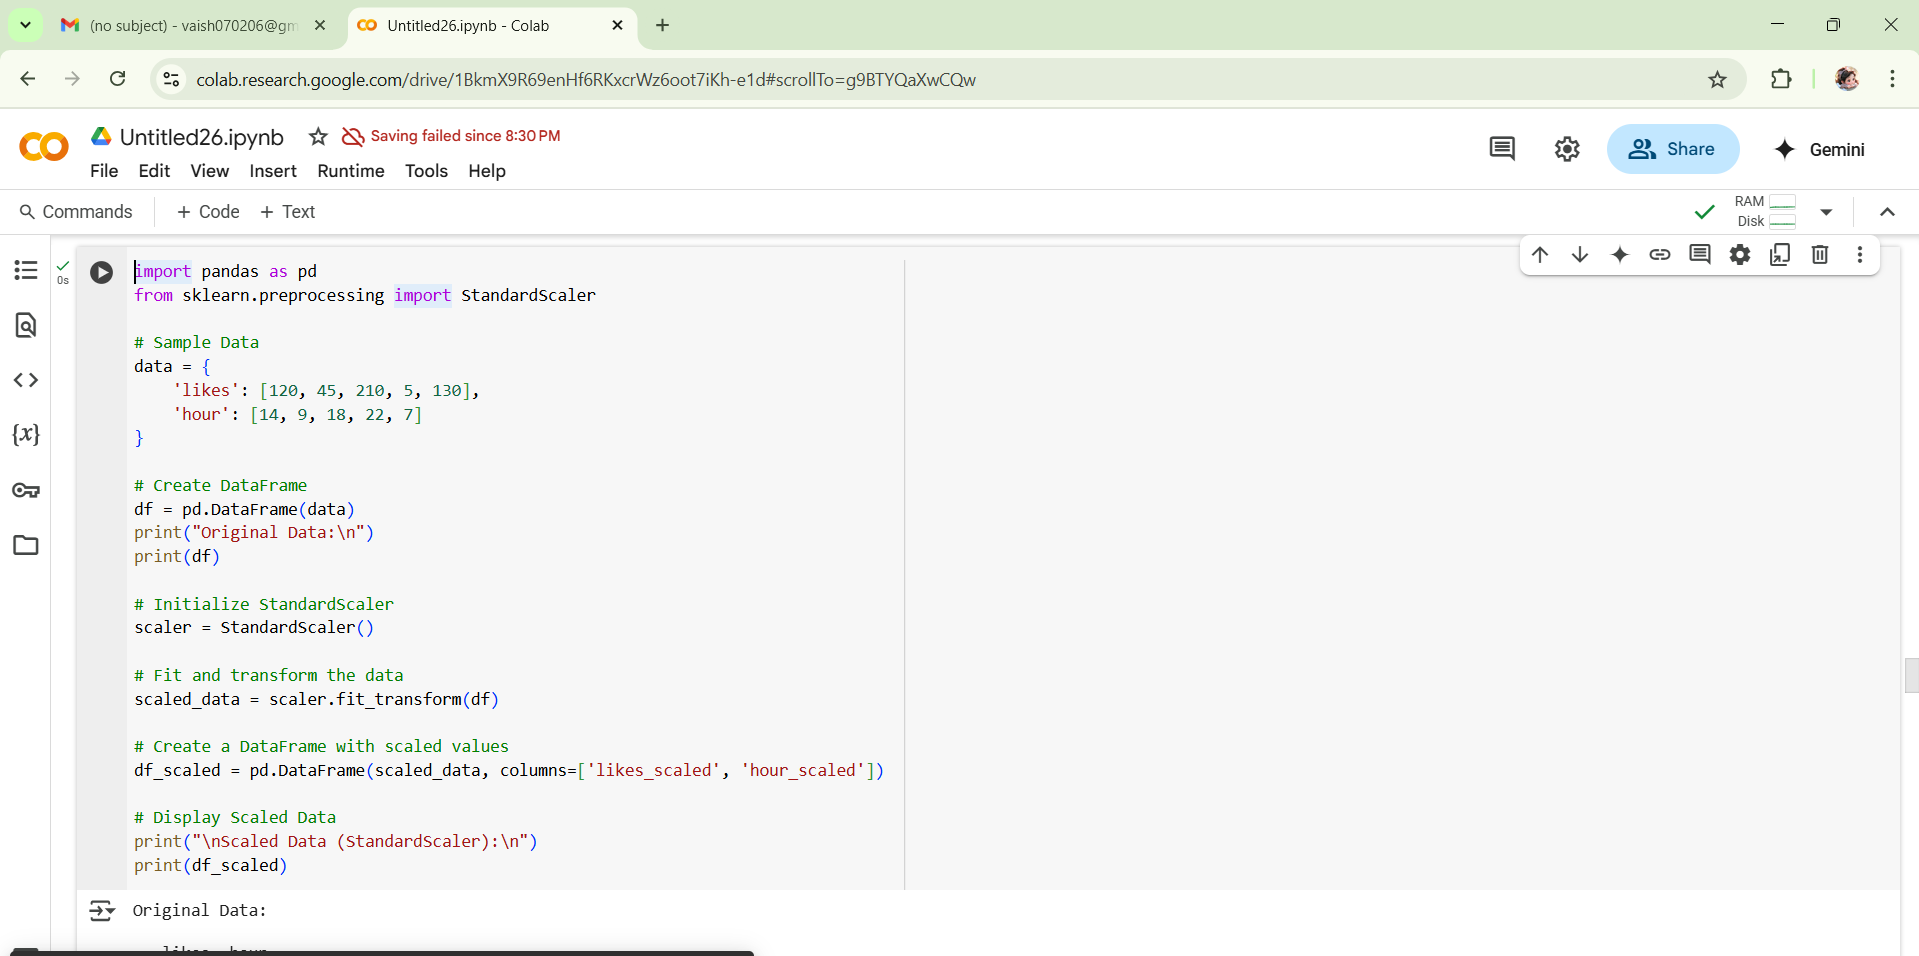 (no subject) - vaish070206@gm
Untitled26.ipynb - Colab
colab.research.google.com/drive/1BkmX9R69enHf6RKxcrWz6oot7iKh-e1d#scrollTo=g9BTYQaXwCQw
Untitled26.ipynb
Saving failed since 8:30 PM
File Edit View Insert Runtime Tools Help
Share
Gemini
Commands + Code + Text
RAM
Disk
0s
import pandas as pd
from sklearn.preprocessing import StandardScaler
# Sample Data
data = {
    'likes': [120, 45, 210, 5, 130],
    'hour': [14, 9, 18, 22, 7]
}
# Create DataFrame
df = pd.DataFrame(data)
print("Original Data:\n")
print(df)
# Initialize StandardScaler
scaler = StandardScaler()
# Fit and transform the data
scaled_data = scaler.fit_transform(df)
# Create a DataFrame with scaled values
df_scaled = pd.DataFrame(scaled_data, columns=['likes_scaled', 'hour_scaled'])
# Display Scaled Data
print("\nScaled Data (StandardScaler):\n")
print(df_scaled)
Original Data:
likes hour